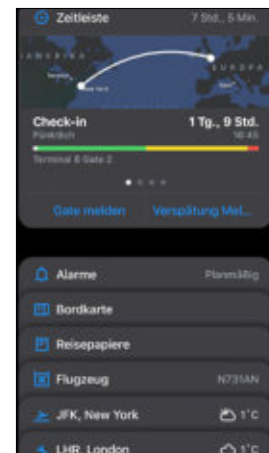 Zeitleiste 7 Std., 5 Min.
AMERIKA
EUROPA
New York
Check-in 1 Tg., 9 Std.
Pünktlich 16:45
Terminal 8 Gate 2
Gate melden Verspätung Mel...
Alarme Planmäßig
Bordkarte
Reisepapiere
Flugzeug N731AN
JFK, New York 1°C
LHR, London 1°C